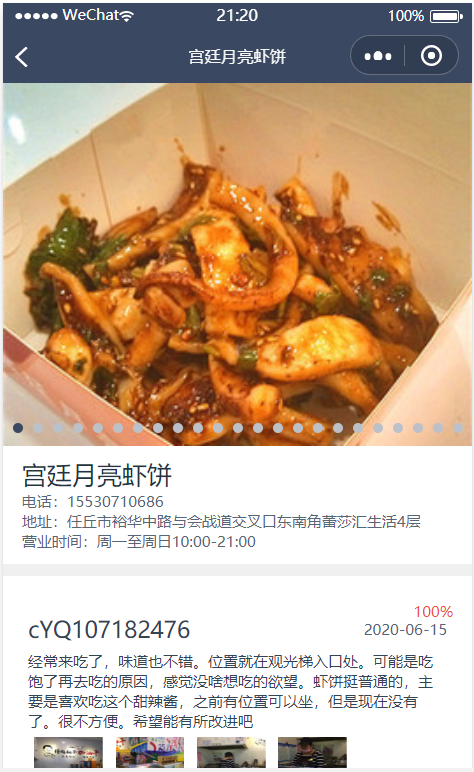 WeChat
21:20
100%
宫廷月亮虾饼
宫廷月亮虾饼
电话：15530710686
地址：任丘市裕华中路与会战道交叉口东南角蕾莎汇生活4层
营业时间：周一至周日10:00-21:00
100%
cYQ107182476
2020-06-15
经常来吃了，味道也不错。位置就在观光梯入口处。可能是吃
饱了再去吃的原因，感觉没啥想吃的欲望。虾饼挺普通的，主
要是喜欢吃这个甜辣酱，之前有位置可以坐，但是现在没有
了。很不方便。希望能有所改进吧